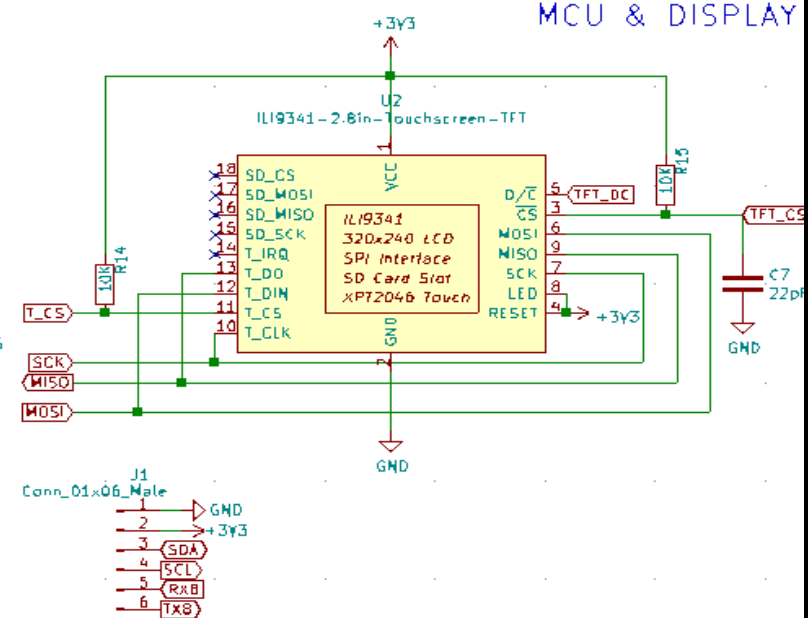 MCU & DISPLAY
+3V3
U2
ILI9341-2.8in-Touchscreen-TFT
1
VCC
18 SD_CS
17 SD_MOSI
16 SD_MISO
15 SD_SCK
14 T_IRQ
13 T_DO
12 T_DIN
11 T_CS
10 T_CLK
ILI9341
320x240 LCD
SPI Interface
SD Card Slot
XPT2046 Touch
D/C 5 TFT_DC
CS 3 TFT_CS
MOSI 6
MISO 9
SCK 7
LED 8
RESET 4 +3V3
GND
2
GND
10K R14
10K R15
C7
22p
GND
T_CS
SCK
MISO
MOSI
J1
Conn_01x06_Male
1 GND
2 +3V3
3 SDA
4 SCL
5 RX8
6 TX8